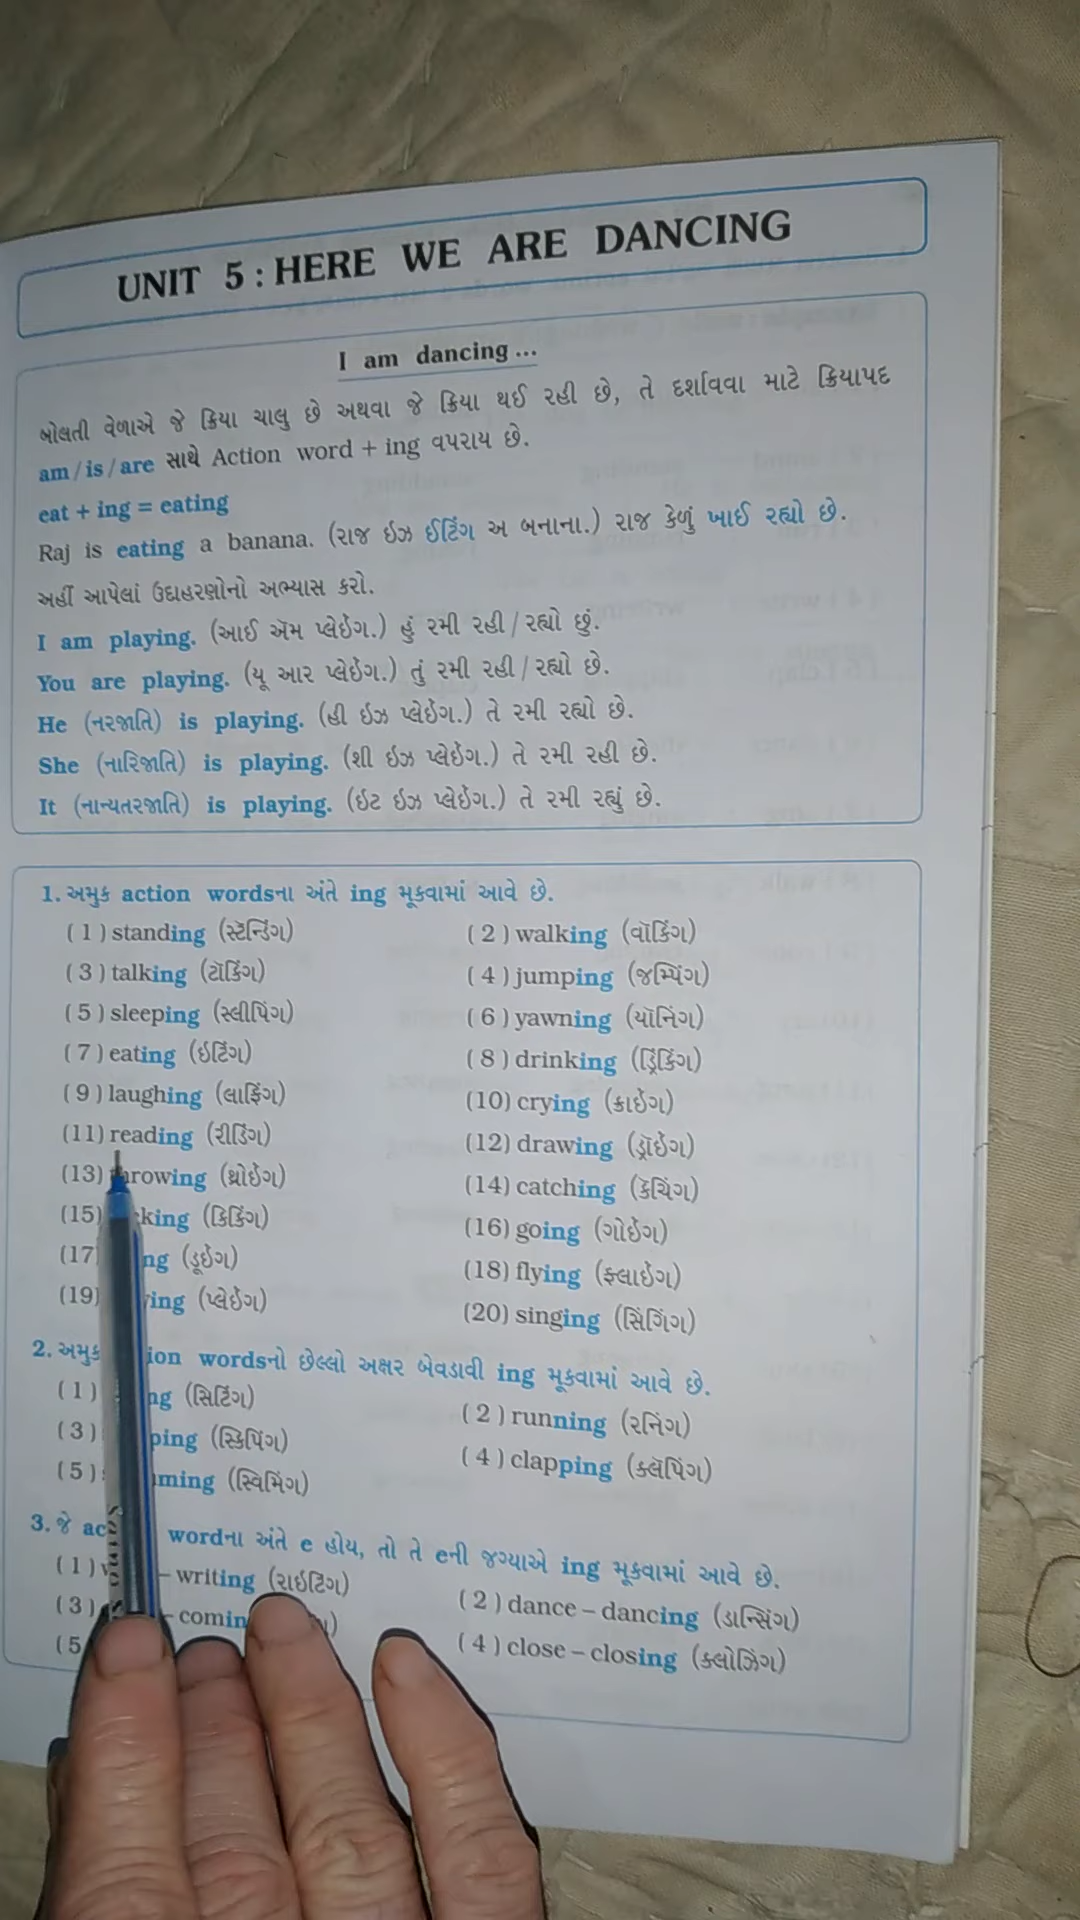 UNIT 5 : HERE WE ARE DANCING
I am dancing ...
બોલતી વેળાએ જે ક્રિયા ચાલુ છે અથવા જે ક્રિયા થઈ રહી છે, તે દર્શાવવા માટે ક્રિયાપદ
am / is / are સાથે Action word + ing વપરાય છે.
eat + ing = eating
Raj is eating a banana. (રાજ ઇઝ ઈટિંગ અ બનાના.) રાજ કેળું ખાઈ રહ્યો છે.
અહીં આપેલાં ઉદાહરણોનો અભ્યાસ કરો.
I am playing. (આઈ ઍમ પ્લેઇંગ.) હું રમી રહી / રહ્યો છું.
You are playing. (યૂ આર પ્લેઇંગ.) તું રમી રહી / રહ્યો છે.
He (નરજાતિ) is playing. (હી ઇઝ પ્લેઇંગ.) તે રમી રહ્યો છે.
She (નારિજાતિ) is playing. (શી ઇઝ પ્લેઇંગ.) તે રમી રહી છે.
It (નાન્યતરજાતિ) is playing. (ઇટ ઇઝ પ્લેઇંગ.) તે રમી રહ્યું છે.
1. અમુક action wordsના અંતે ing મૂકવામાં આવે છે.
( 1 ) standing (સ્ટૅન્ડિંગ) ( 2 ) walking (વૉકિંગ)
( 3 ) talking (ટૉકિંગ) ( 4 ) jumping (જમ્પિંગ)
( 5 ) sleeping (સ્લીપિંગ) ( 6 ) yawning (યૉનિંગ)
( 7 ) eating (ઇટિંગ) ( 8 ) drinking (ડ્રિંકિંગ)
( 9 ) laughing (લાફિંગ) (10) crying (ક્રાઇંગ)
(11) reading (રીડિંગ) (12) drawing (ડ્રૉઇંગ)
(13) throwing (થ્રોઇંગ) (14) catching (કૅચિંગ)
(15) king (કિકિંગ) (16) going (ગોઇંગ)
(17) ng (ડૂઇંગ) (18) flying (ફ્લાઇંગ)
(19) ying (પ્લેઇંગ) (20) singing (સિંગિંગ)
2. અમુક ion wordsનો છેલ્લો અક્ષર બેવડાવી ing મૂકવામાં આવે છે.
( 1 ) ng (સિટિંગ) ( 2 ) running (રનિંગ)
( 3 ) ping (સ્કિપિંગ) ( 4 ) clapping (ક્લૅપિંગ)
( 5 ) ming (સ્વિમિંગ)
3. જે ac wordના અંતે e હોય, તો તે eની જગ્યાએ ing મૂકવામાં આવે છે.
( 1 ) – writing (રાઇટિંગ) ( 2 ) dance – dancing (ડાન્સિંગ)
( 3 ) – comin ( 4 ) close – closing (ક્લોઝિંગ)
( 5